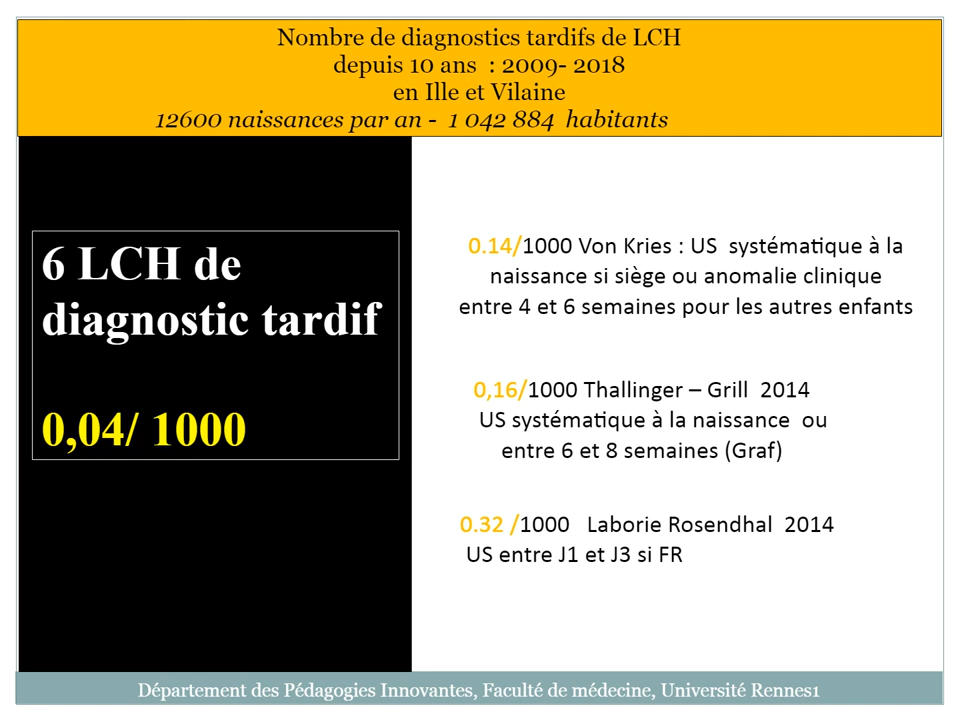 Nombre de diagnostics tardifs de LCH
depuis 10 ans : 2009- 2018
en Ille et Vilaine
12600 naissances par an - 1 042 884 habitants
6 LCH de
diagnostic tardif
0,04/ 1000
0.14/1000 Von Kries : US systématique à la
naissance si siège ou anomalie clinique
entre 4 et 6 semaines pour les autres enfants
0,16/1000 Thallinger – Grill 2014
US systématique à la naissance ou
entre 6 et 8 semaines (Graf)
0.32 /1000 Laborie Rosendhal 2014
US entre J1 et J3 si FR
Département des Pédagogies Innovantes, Faculté de médecine, Université Rennes1